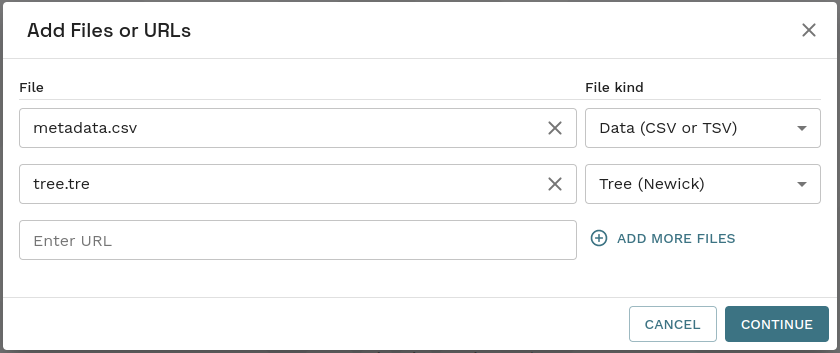 Add Files or URLs
File File kind
metadata.csv Data (CSV or TSV)
tree.tre Tree (Newick)
Enter URL ADD MORE FILES
CANCEL CONTINUE